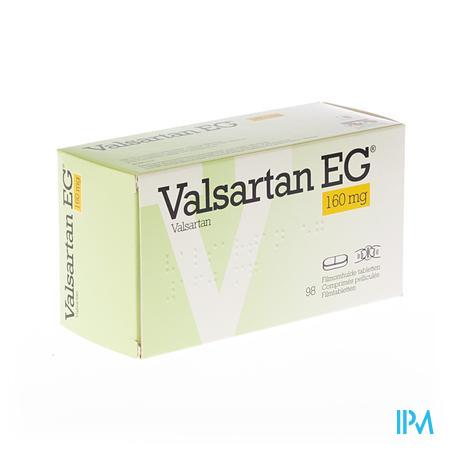 Valsartan EG®
160 mg
Valsartan
98
Filmomhulde tabletten
Comprimés pelliculés
Filmtabletten
Valsartan EG®
160 mg
IPM